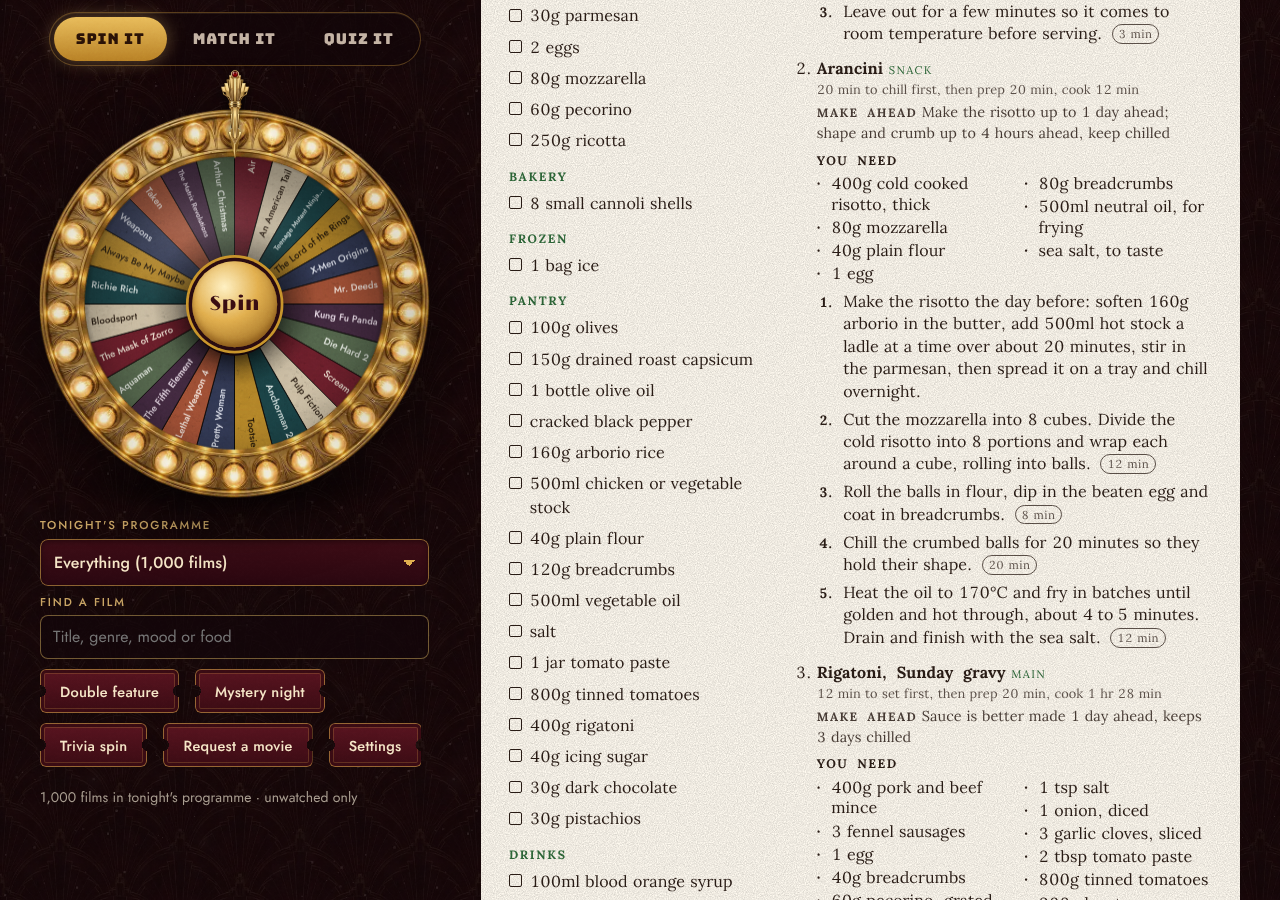 SPIN IT
MATCH IT
QUIZ IT
Air
An American Tail
Teenage Mutant Ninja...
The Lord of the Rings
X-Men Origins
Mr. Deeds
Kung Fu Panda
Die Hard 2
Scream
Pulp Fiction
Anchorman 2
Tootsie
Pretty Woman
Lethal Weapon 4
The Fifth Element
Aquaman
The Mask of Zorro
Bloodsport
Richie Rich
Always Be My Maybe
Weapons
Taken
The Matrix Revolutions
Arthur Christmas
Spin
TONIGHT'S PROGRAMME
Everything (1,000 films)
FIND A FILM
Title, genre, mood or food
Double feature
Mystery night
Trivia spin
Request a movie
Settings
1,000 films in tonight's programme · unwatched only
30g parmesan
2 eggs
80g mozzarella
60g pecorino
250g ricotta
BAKERY
8 small cannoli shells
FROZEN
1 bag ice
PANTRY
100g olives
150g drained roast capsicum
1 bottle olive oil
cracked black pepper
160g arborio rice
500ml chicken or vegetable
stock
40g plain flour
120g breadcrumbs
500ml vegetable oil
salt
1 jar tomato paste
800g tinned tomatoes
400g rigatoni
40g icing sugar
30g dark chocolate
30g pistachios
DRINKS
100ml blood orange syrup
3. Leave out for a few minutes so it comes to
room temperature before serving. 3 min
2. Arancini SNACK
20 min to chill first, then prep 20 min, cook 12 min
MAKE AHEAD Make the risotto up to 1 day ahead;
shape and crumb up to 4 hours ahead, keep chilled
YOU NEED
· 400g cold cooked
risotto, thick
· 80g mozzarella
· 40g plain flour
· 1 egg
· 80g breadcrumbs
· 500ml neutral oil, for
frying
· sea salt, to taste
1. Make the risotto the day before: soften 160g
arborio in the butter, add 500ml hot stock a
ladle at a time over about 20 minutes, stir in
the parmesan, then spread it on a tray and chill
overnight.
2. Cut the mozzarella into 8 cubes. Divide the
cold risotto into 8 portions and wrap each
around a cube, rolling into balls. 12 min
3. Roll the balls in flour, dip in the beaten egg and
coat in breadcrumbs. 8 min
4. Chill the crumbed balls for 20 minutes so they
hold their shape. 20 min
5. Heat the oil to 170°C and fry in batches until
golden and hot through, about 4 to 5 minutes.
Drain and finish with the sea salt. 12 min
3. Rigatoni, Sunday gravy MAIN
12 min to set first, then prep 20 min, cook 1 hr 28 min
MAKE AHEAD Sauce is better made 1 day ahead, keeps
3 days chilled
YOU NEED
· 400g pork and beef
mince
· 3 fennel sausages
· 1 egg
· 40g breadcrumbs
· 60g pecorino, grated
· 1 tsp salt
· 1 onion, diced
· 3 garlic cloves, sliced
· 2 tbsp tomato paste
· 800g tinned tomatoes